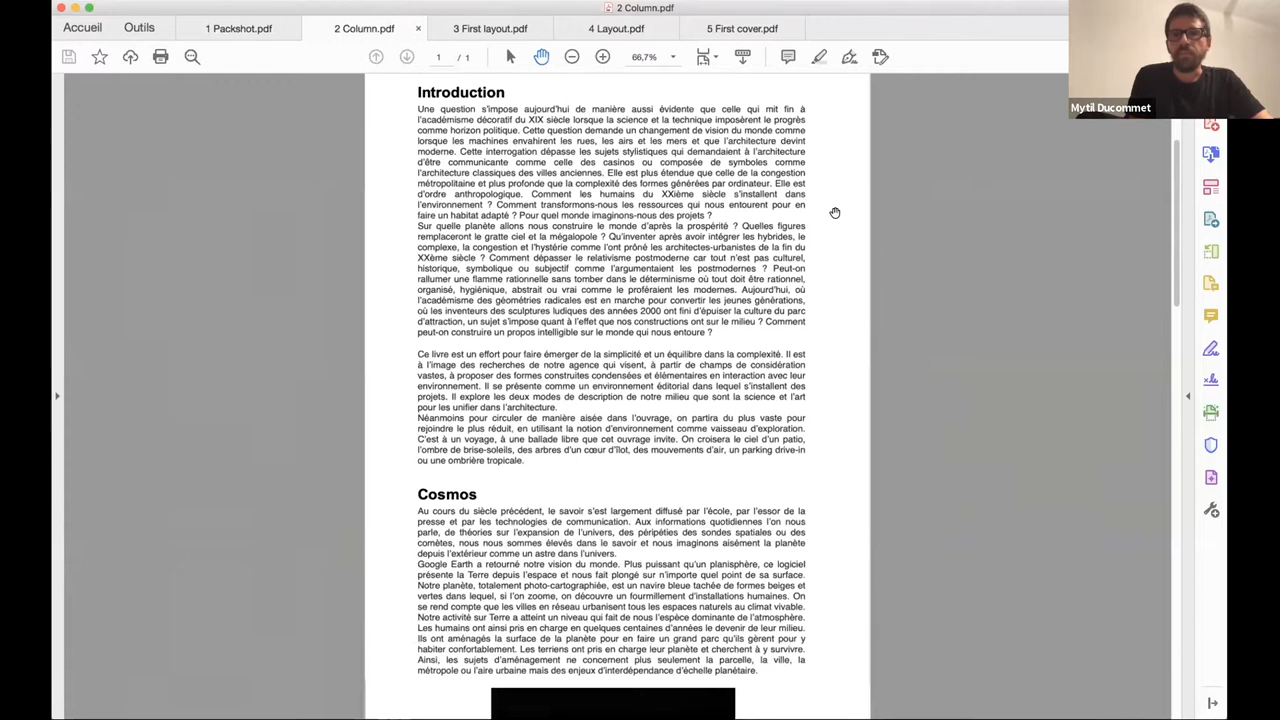 2 Column.pdf
Accueil
Outils
1 Packshot.pdf
2 Column.pdf
3 First layout.pdf
4 Layout.pdf
5 First cover.pdf
1 / 1
66,7%
Mytil Ducommet
Introduction
Une question s'impose aujourd'hui de manière aussi évidente que celle qui mit fin à
l'académisme décoratif du XIX siècle lorsque la science et la technique imposèrent le progrès
comme horizon politique. Cette question demande un changement de vision du monde comme
lorsque les machines envahirent les rues, les airs et les mers et que l'architecture devint
moderne. Cette interrogation dépasse les sujets stylistiques qui demandaient à l'architecture
d'être communicante comme celle des casinos ou composée de symboles comme
l'architecture classiques des villes anciennes. Elle est plus étendue que celle de la congestion
métropolitaine et plus profonde que la complexité des formes générées par ordinateur. Elle est
d'ordre anthropologique. Comment les humains du XXième siècle s'installent dans
l'environnement ? Comment transformons-nous les ressources qui nous entourent pour en
faire un habitat adapté ? Pour quel monde imaginons-nous des projets ?
Sur quelle planète allons nous construire le monde d'après la prospérité ? Quelles figures
remplaceront le gratte ciel et la mégalopole ? Qu'inventer après avoir intégrer les hybrides, le
complexe, la congestion et l'hystérie comme l'ont prôné les architectes-urbanistes de la fin du
XXème siècle ? Comment dépasser le relativisme postmoderne car tout n'est pas culturel,
historique, symbolique ou subjectif comme l'argumentaient les postmodernes ? Peut-on
rallumer une flamme rationnelle sans tomber dans le déterminisme où tout doit être rationnel,
organisé, hygiénique, abstrait ou vrai comme le proféraient les modernes. Aujourd'hui, où
l'académisme des géométries radicales est en marche pour convertir les jeunes générations,
où les inventeurs des sculptures ludiques des années 2000 ont fini d'épuiser la culture du parc
d'attraction, un sujet s'impose quant à l'effet que nos constructions ont sur le milieu ? Comment
peut-on construire un propos intelligible sur le monde qui nous entoure ?
Ce livre est un effort pour faire émerger de la simplicité et un équilibre dans la complexité. Il est
à l'image des recherches de notre agence qui visent, à partir de champs de considération
vastes, à proposer des formes construites condensées et élémentaires en interaction avec leur
environnement. Il se présente comme un environnement éditorial dans lequel s'installent des
projets. Il explore les deux modes de description de notre milieu que sont la science et l'art
pour les unifier dans l'architecture.
Néanmoins pour circuler de manière aisée dans l'ouvrage, on partira du plus vaste pour
rejoindre le plus réduit, en utilisant la notion d'environnement comme vaisseau d'exploration.
C'est à un voyage, à une ballade libre que cet ouvrage invite. On croisera le ciel d'un patio,
l'ombre de brise-soleils, des arbres d'un cœur d'îlot, des mouvements d'air, un parking drive-in
ou une ombrière tropicale.
Cosmos
Au cours du siècle précédent, le savoir s'est largement diffusé par l'école, par l'essor de la
presse et par les technologies de communication. Aux informations quotidiennes l'on nous
parle, de théories sur l'expansion de l'univers, des péripéties des sondes spatiales ou des
comètes, nous nous sommes élevés dans le savoir et nous imaginons aisément la planète
depuis l'extérieur comme un astre dans l'univers.
Google Earth a retourné notre vision du monde. Plus puissant qu'un planisphère, ce logiciel
présente la Terre depuis l'espace et nous fait plongé sur n'importe quel point de sa surface.
Notre planète, totalement photo-cartographiée, est un navire bleue tachée de formes beiges et
vertes dans lequel, si l'on zoome, on découvre un fourmillement d'installations humaines. On
se rend compte que les villes en réseau urbanisent tous les espaces naturels au climat vivable.
Notre activité sur Terre a atteint un niveau qui fait de nous l'espèce dominante de l'atmosphère.
Les humains ont ainsi pris en charge en quelques centaines d'années le devenir de leur milieu.
Ils ont aménagés la surface de la planète pour en faire un grand parc qu'ils gèrent pour y
habiter confortablement. Les terriens ont pris en charge leur planète et cherchent à y survivre.
Ainsi, les sujets d'aménagement ne concernent plus seulement la parcelle, la ville, la
métropole ou l'aire urbaine mais des enjeux d'interdépendance d'échelle planétaire.